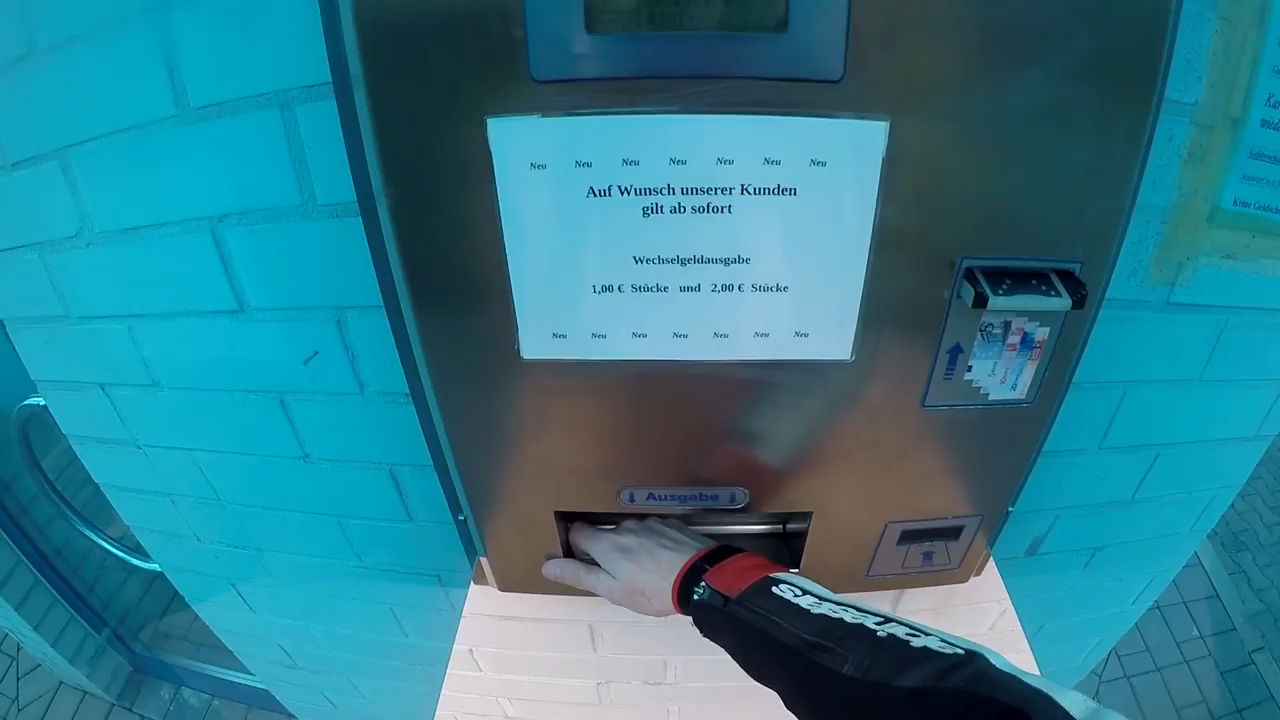 Neu Neu Neu Neu Neu Neu Neu
Auf Wunsch unserer Kunden
gilt ab sofort
Wechselgeldausgabe
1,00 € Stücke und 2,00 € Stücke
Neu Neu Neu Neu Neu Neu Neu
Ausgabe
Keine